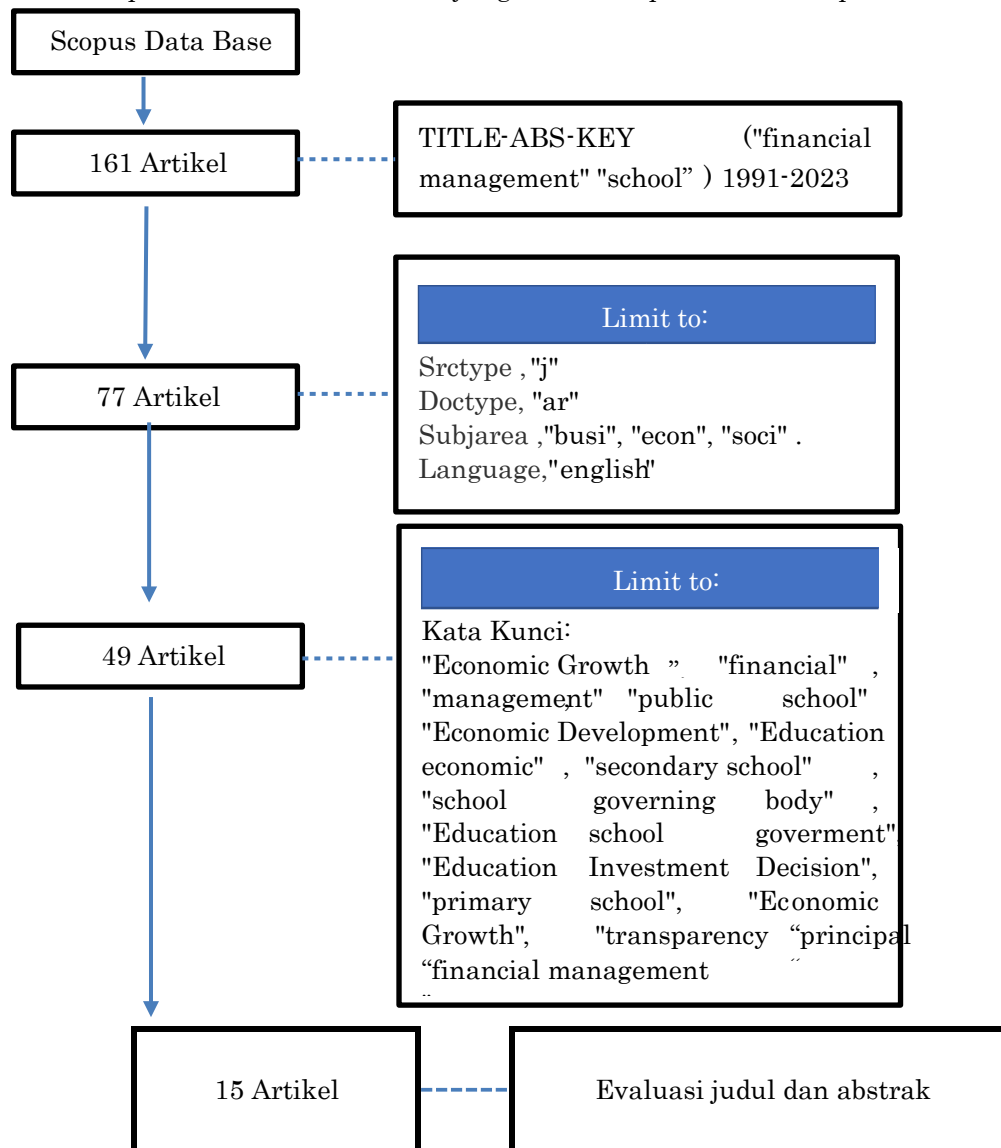 Scopus Data Base
161 Artikel
TITLE-ABS-KEY ("financial
management" "school” ) 1991-2023
77 Artikel
Limit to:
Srctype ,"j"
Doctype, "ar"
Subjarea ,"busi", "econ", "soci" .
Language,"english"
49 Artikel
Limit to:
Kata Kunci:
"Economic Growth ”, "financial" ,
"management", "public school"
"Economic Development", "Education
economic" , "secondary school" ,
"school governing body" ,
"Education school goverment",
"Education Investment Decision",
"primary school", "Economic
Growth", "transparency “principal
“financial management “
"
15 Artikel
Evaluasi judul dan abstrak